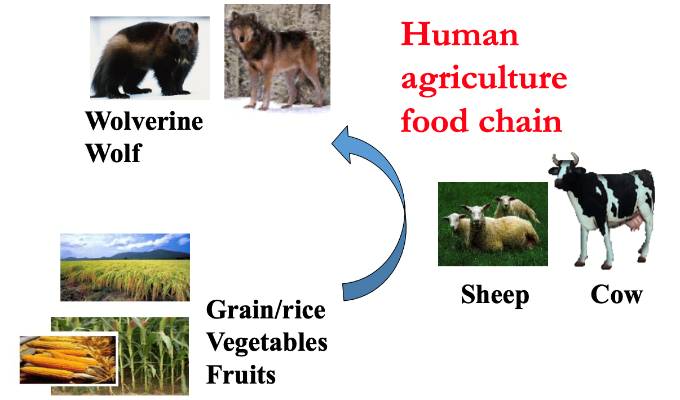 Human
agriculture
food chain
Wolverine
Wolf
Sheep
Cow
Grain/rice
Vegetables
Fruits